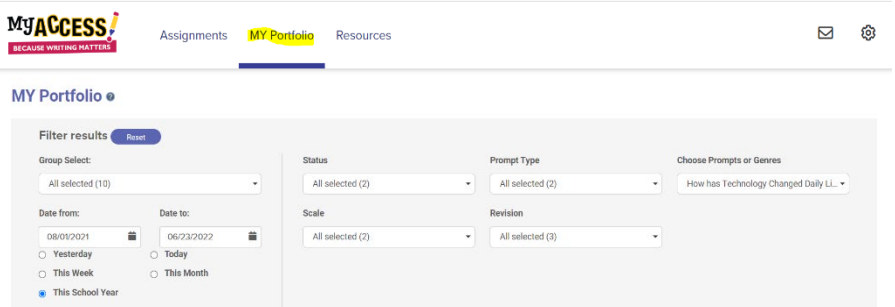 MY ACCESS!
BECAUSE WRITING MATTERS
Assignments MY Portfolio Resources
MY Portfolio ?
Filter results Reset
Group Select: Status Prompt Type Choose Prompts or Genres
All selected (10) All selected (2) All selected (2) How has Technology Changed Daily Li...
Date from: Date to: Scale Revision
08/01/2021 06/23/2022 All selected (2) All selected (3)
Yesterday Today
This Week This Month
This School Year